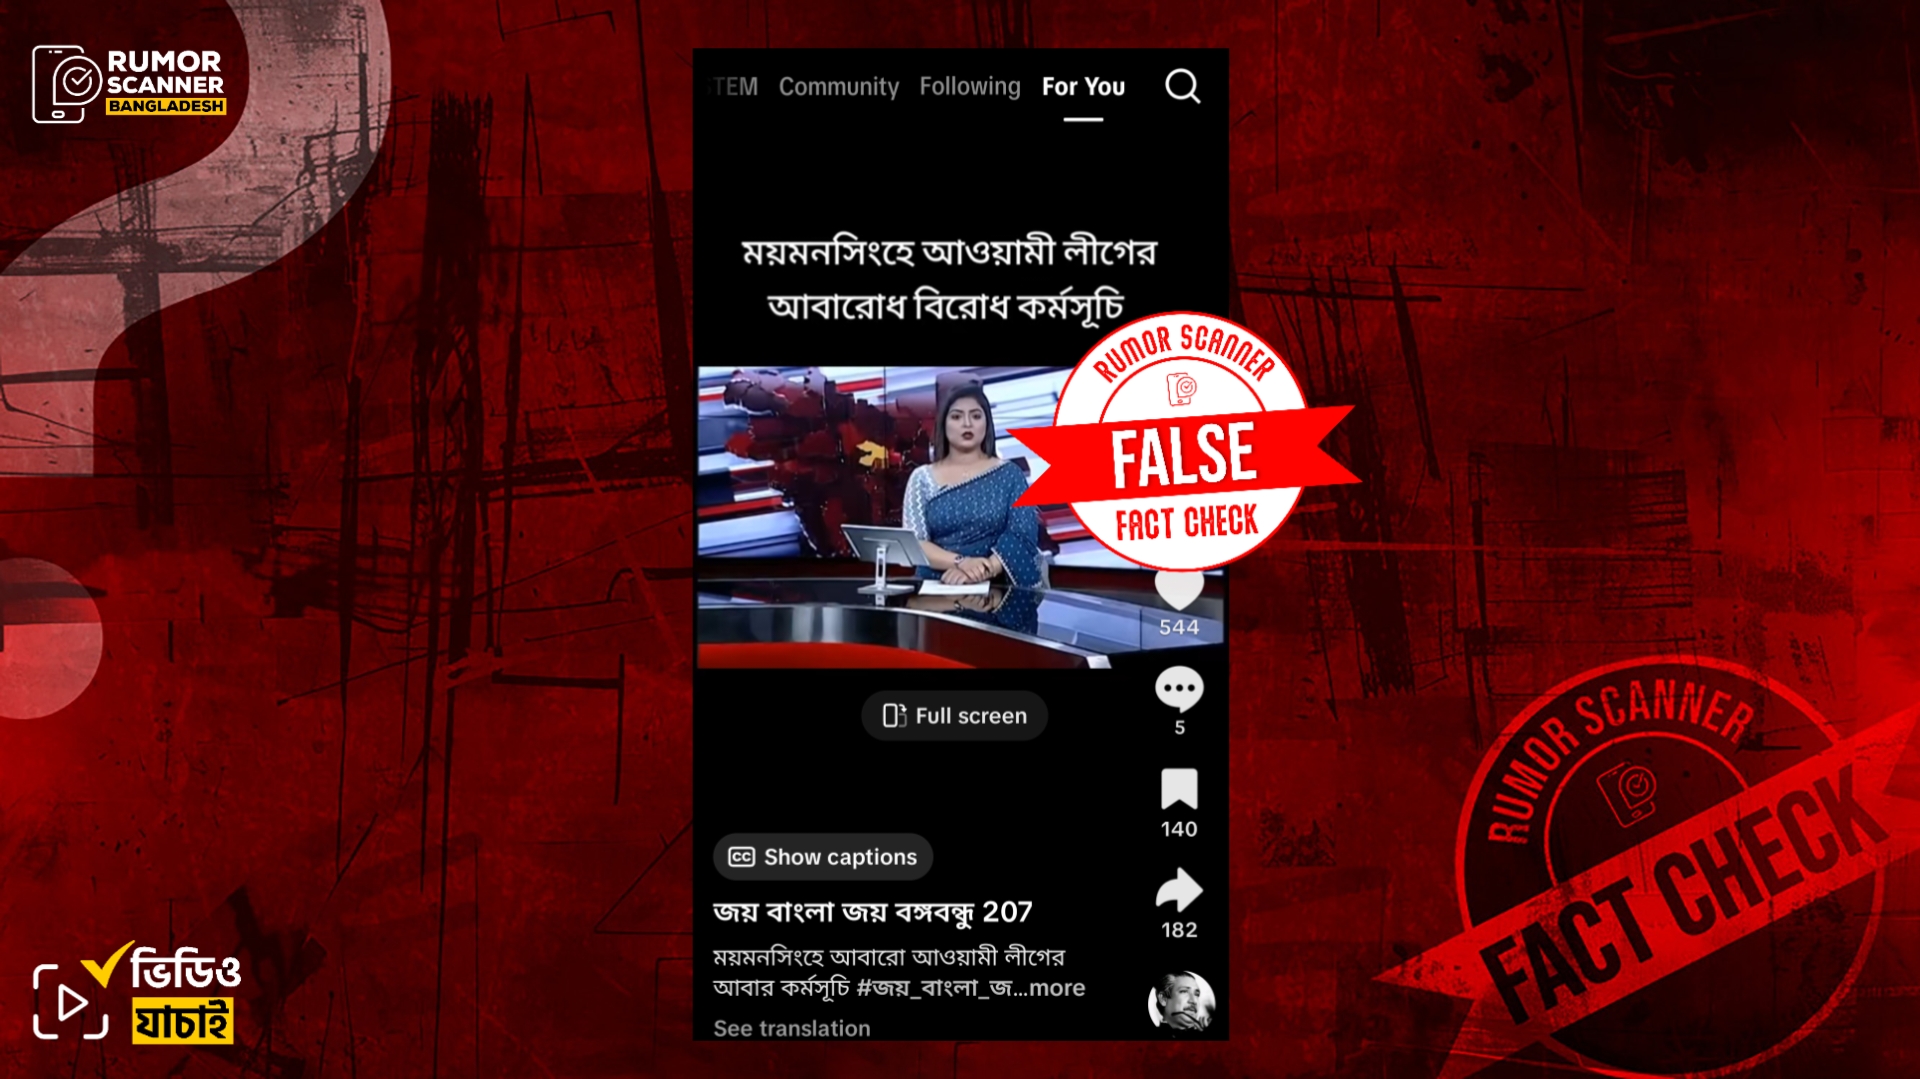 RUMOR
SCANNER
BANGLADESH
TEM Community Following For You
ময়মনসিংহে আওয়ামী লীগের
আবারোধ বিরোধ কর্মসূচি
RUMOR SCANNER
FALSE
FACT CHECK
544
5
Full screen
140
CC Show captions
182
জয় বাংলা জয় বঙ্গবন্ধু 207
ময়মনসিংহে আবারো আওয়ামী লীগের
আবার কর্মসূচি #জয়_বাংলা_জ...more
See translation
ভিডিও
যাচাই
RUMOR SCANNER
FACT CHECK